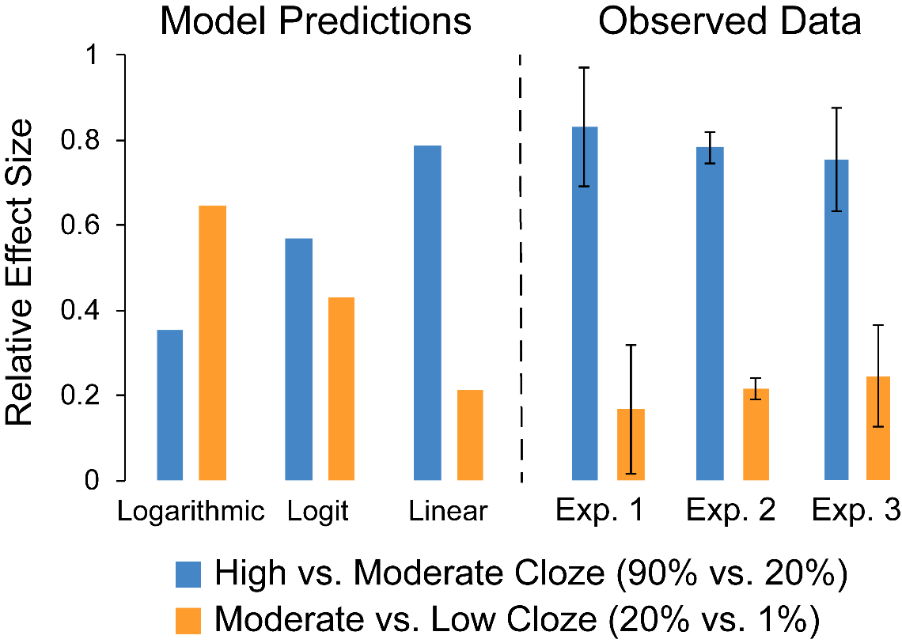 Model Predictions
Observed Data
Relative Effect Size
1
0.8
0.6
0.4
0.2
0
Logarithmic
Logit
Linear
Exp. 1
Exp. 2
Exp. 3
High vs. Moderate Cloze (90% vs. 20%)
Moderate vs. Low Cloze (20% vs. 1%)